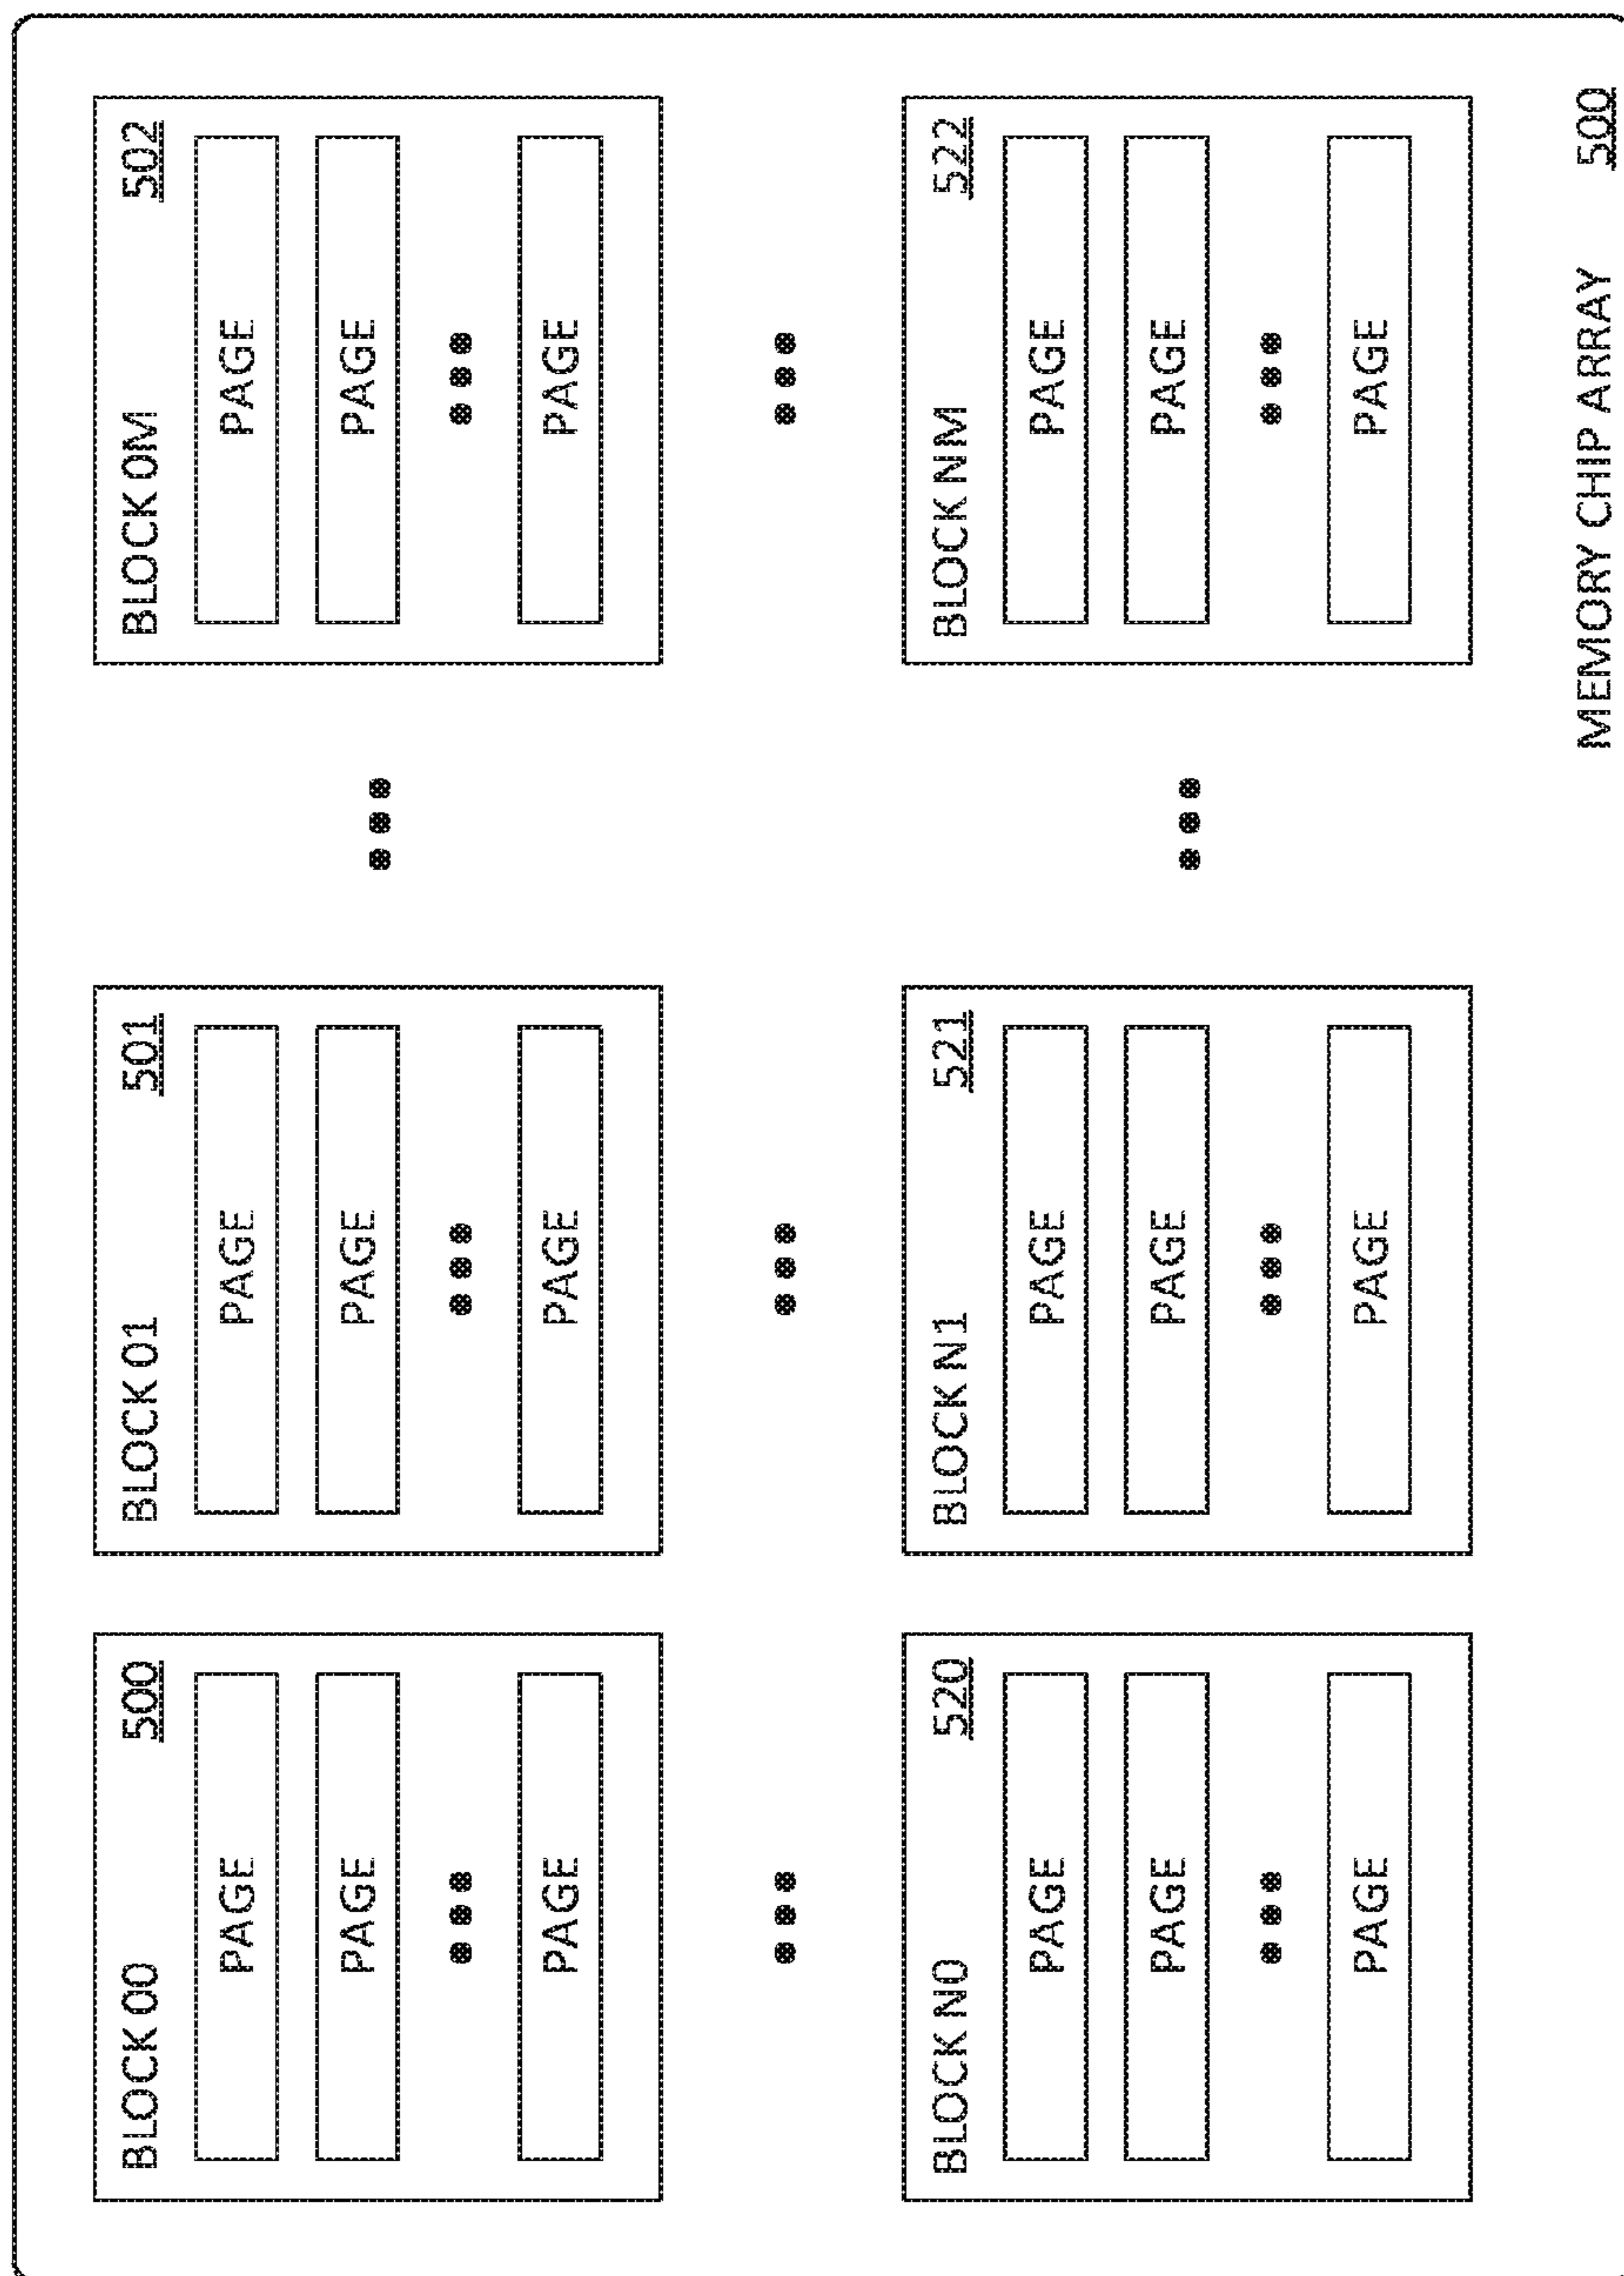 BLOCK 00 500
PAGE
PAGE
PAGE
BLOCK 01 501
PAGE
PAGE
PAGE
BLOCK 0M 502
PAGE
PAGE
PAGE
BLOCK N0 520
PAGE
PAGE
PAGE
BLOCK N1 521
PAGE
PAGE
PAGE
BLOCK NM 522
PAGE
PAGE
PAGE
MEMORY CHIP ARRAY 500